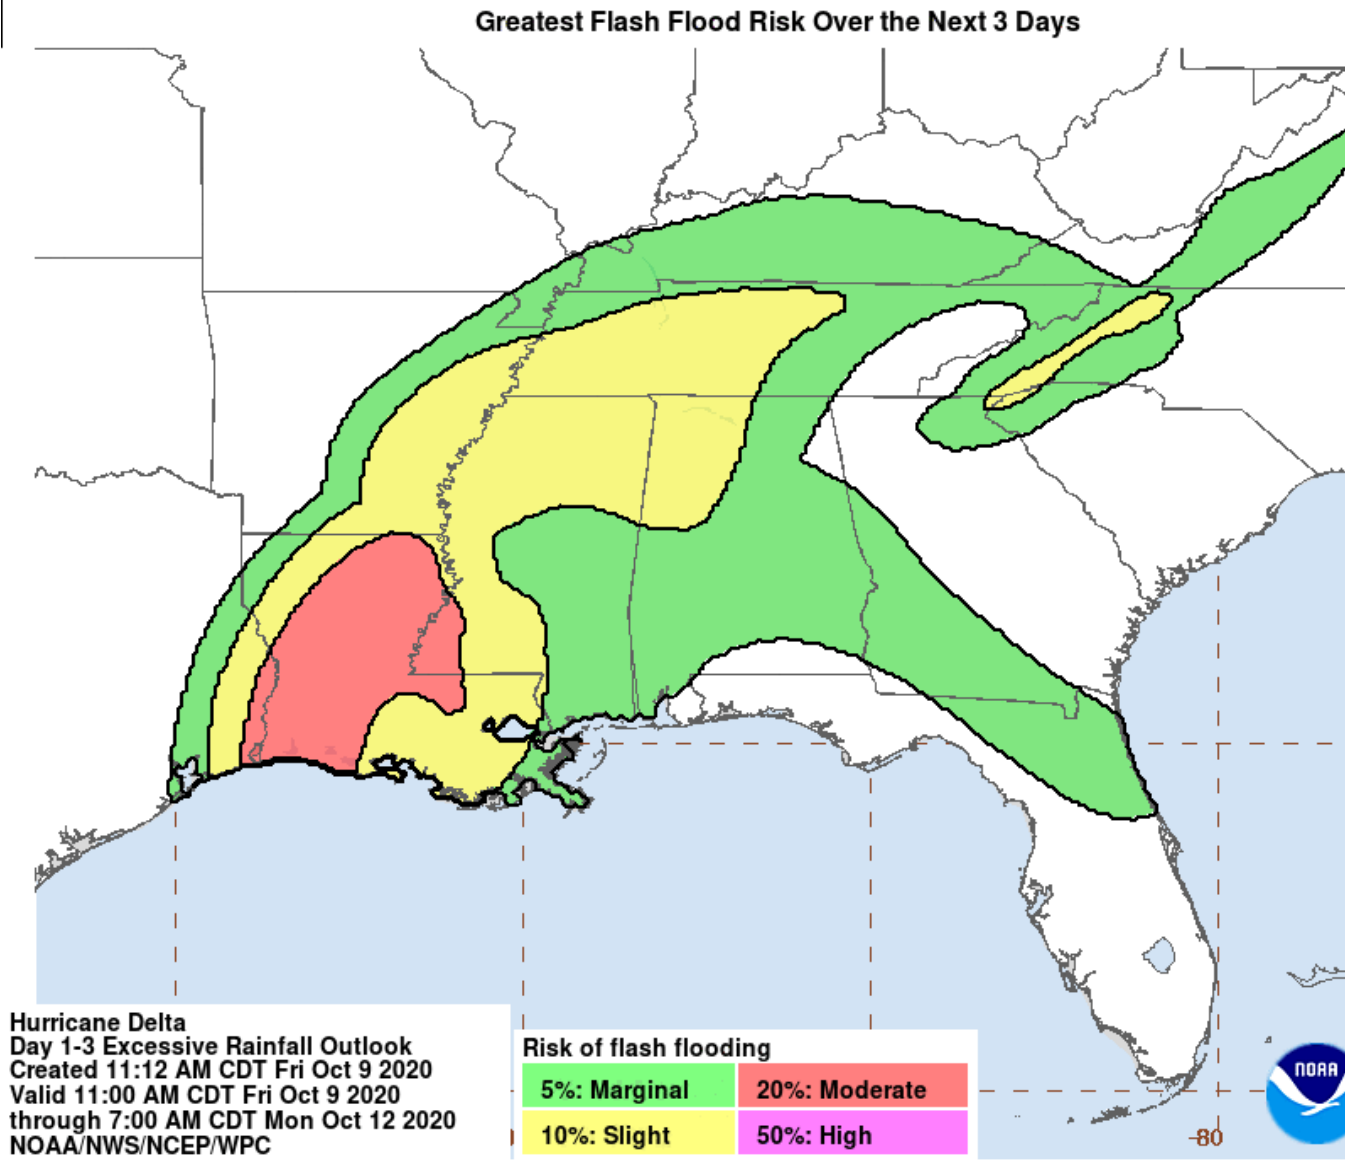 Greatest Flash Flood Risk Over the Next 3 Days
Hurricane Delta
Day 1-3 Excessive Rainfall Outlook
Created 11:12 AM CDT Fri Oct 9 2020
Valid 11:00 AM CDT Fri Oct 9 2020
through 7:00 AM CDT Mon Oct 12 2020
NOAA/NWS/NCEP/WPC
Risk of flash flooding
5%: Marginal
20%: Moderate
10%: Slight
50%: High
-80
NOAA